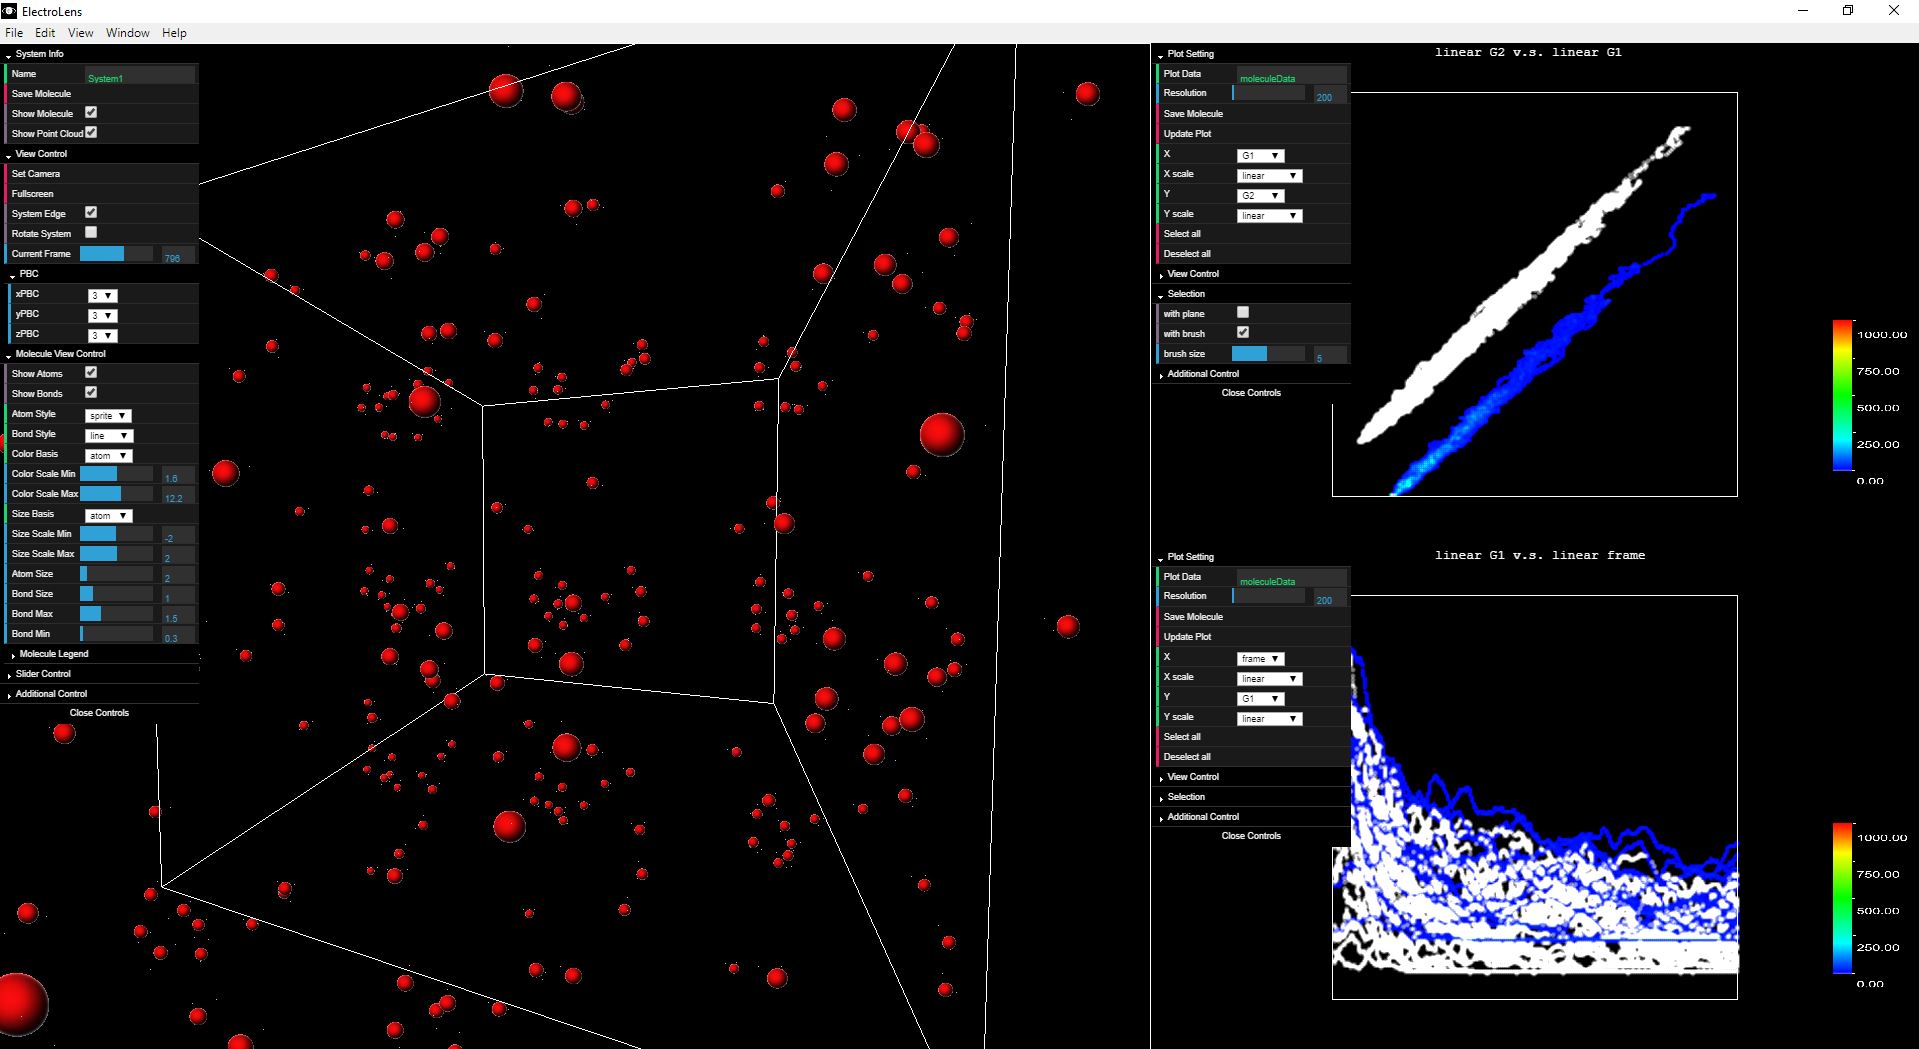 ElectroLens
File Edit View Window Help
System Info
Name System1
Save Molecule
Show Molecule
Show Point Cloud
View Control
Set Camera
Fullscreen
System Edge
Rotate System
Current Frame 796
PBC
xPBC 3
yPBC 3
zPBC 3
Molecule View Control
Show Atoms
Show Bonds
Atom Style sprite
Bond Style line
Color Basis atom
Color Scale Min 1.6
Color Scale Max 12.2
Size Basis atom
Size Scale Min -2
Size Scale Max 2
Atom Size 2
Bond Size 1
Bond Max 1.5
Bond Min 0.3
Molecule Legend
Slider Control
Additional Control
Close Controls
Plot Setting
Plot Data moleculeData
Resolution 200
Save Molecule
Update Plot
X G1
X scale linear
Y G2
Y scale linear
Select all
Deselect all
View Control
Selection
with plane
with brush
brush size 5
Additional Control
Close Controls
linear G2 v.s. linear G1
1000.00
750.00
500.00
250.00
0.00
Plot Setting
Plot Data moleculeData
Resolution 200
Save Molecule
Update Plot
X frame
X scale linear
Y G1
Y scale linear
Select all
Deselect all
View Control
Selection
Additional Control
Close Controls
linear G1 v.s. linear frame
1000.00
750.00
500.00
250.00
0.00